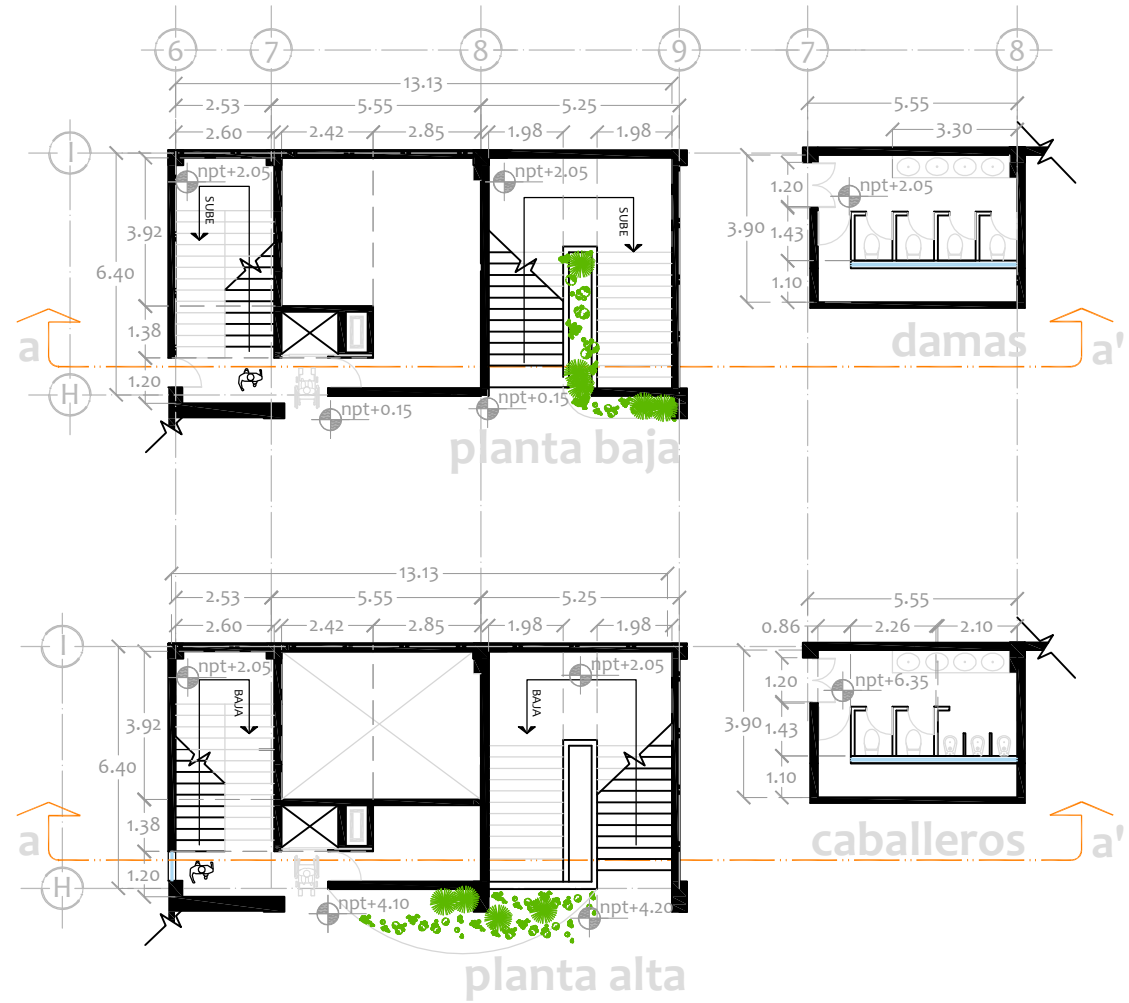 6 7 8 9 7 8
13.13
2.53 5.55 5.25 5.55
2.60 2.42 2.85 1.98 1.98 3.30
I
npt+2.05 npt+2.05 npt+2.05
SUBE SUBE
1.20
3.92 3.90 1.43
6.40
1.10
1.38
a damas a'
1.20
H
npt+0.15 npt+0.15
planta baja
13.13
2.53 5.55 5.25 5.55
2.60 2.42 2.85 1.98 1.98 0.86 2.26 2.10
I
npt+2.05 npt+2.05 npt+6.35
BAJA BAJA
1.20
3.92 3.90 1.43
6.40
1.10
1.38
a caballeros a'
1.20
H
npt+4.10 npt+4.20
planta alta